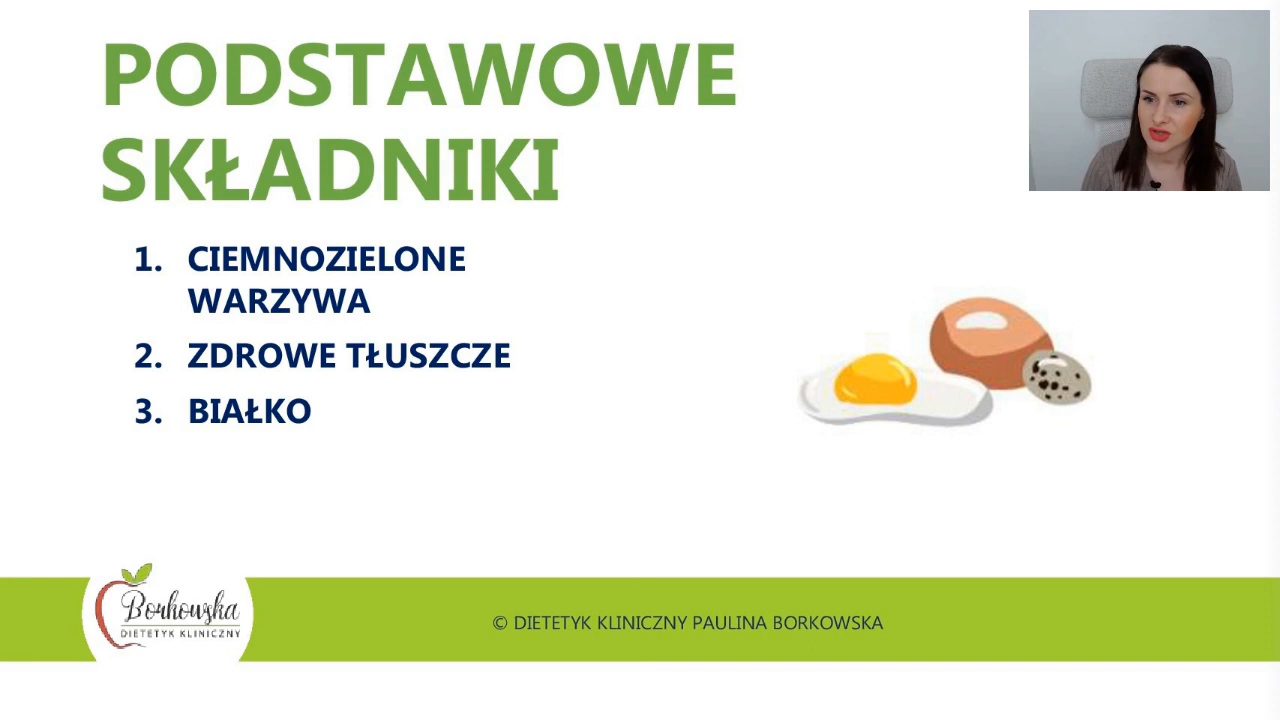 PODSTAWOWE
SKŁADNIKI
1. CIEMNOZIELONE
WARZYWA
2. ZDROWE TŁUSZCZE
3. BIAŁKO
Borkowska
DIETETYK KLINICZNY
© DIETETYK KLINICZNY PAULINA BORKOWSKA